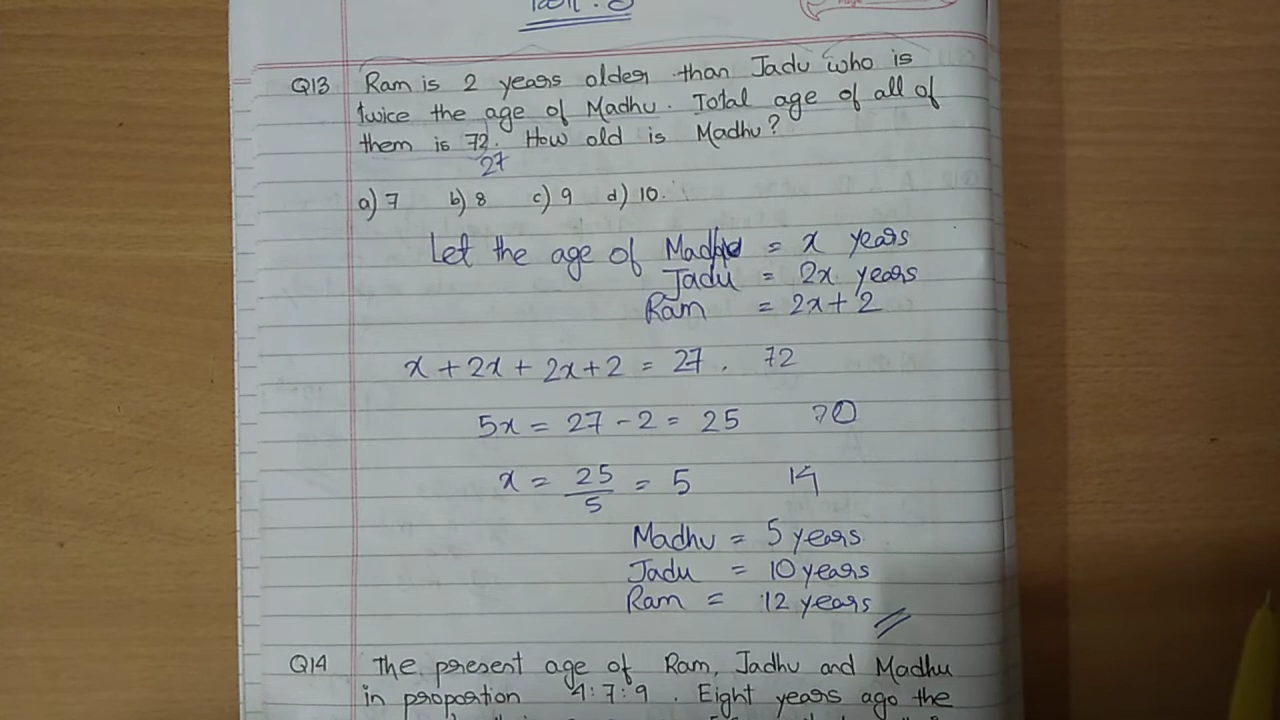 Q13 Ram is 2 years older than Jadu who is
twice the age of Madhu. Total age of all of
them is 72. How old is Madhu?
27
a) 7 b) 8 c) 9 d) 10.
Let the age of Madhu = x years
Jadu = 2x years
Ram = 2x + 2
x + 2x + 2x + 2 = 27. 72
5x = 27 - 2 = 25 70
x = 25/5 = 5 14
Madhu = 5 years
Jadu = 10 years
Ram = 12 years
Q14 The present age of Ram, Jadhu and Madhu
in proportion 4:7:9. Eight years ago the